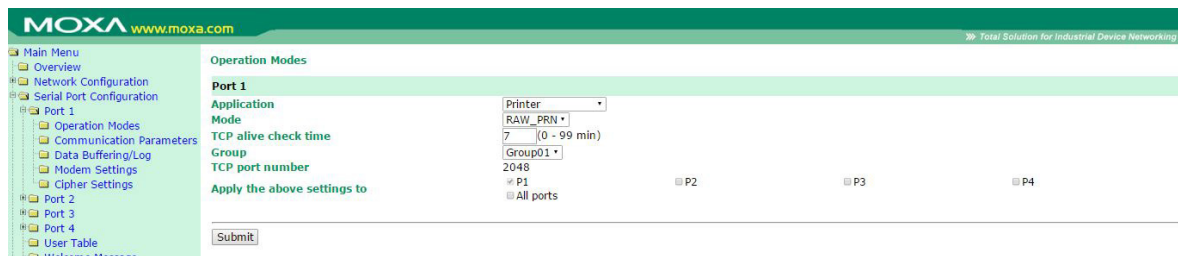 MOXA www.moxa.com
Total Solution for Industrial Device Networking
Main Menu
Overview
Network Configuration
Serial Port Configuration
Port 1
Operation Modes
Communication Parameters
Data Buffering/Log
Modem Settings
Cipher Settings
Port 2
Port 3
Port 4
User Table
Welcome Message
Operation Modes
Port 1
Application Printer
Mode RAW_PRN
TCP alive check time 7 (0 - 99 min)
Group Group01
TCP port number 2048
Apply the above settings to P1 P2 P3 P4
All ports
Submit